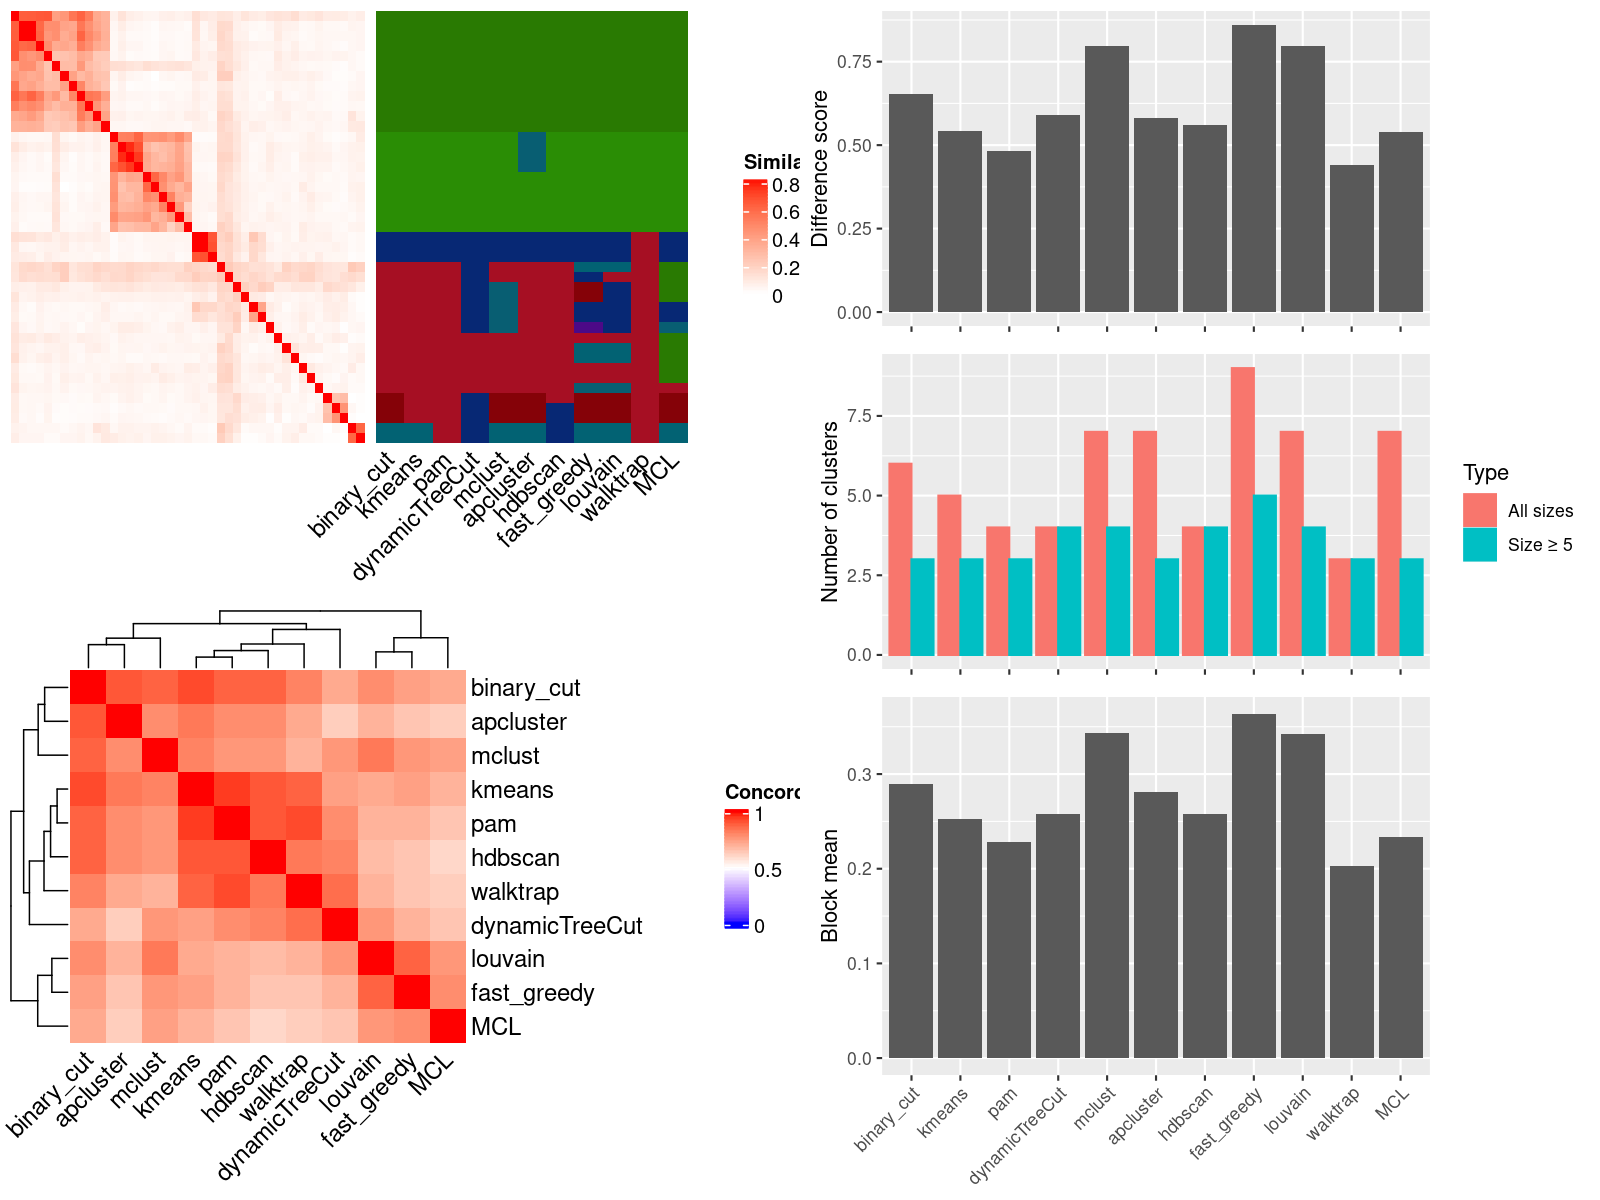 Simila
0.8
0.6
0.4
0.2
0
binary_cut
kmeans
pam
dynamicTreeCut
mclust
apcluster
hdbscan
fast_greedy
louvain
walktrap
MCL
binary_cut
apcluster
mclust
kmeans
pam
hdbscan
walktrap
dynamicTreeCut
louvain
fast_greedy
MCL
binary_cut
apcluster
mclust
kmeans
pam
hdbscan
walktrap
dynamicTreeCut
louvain
fast_greedy
MCL
Concord
1
0.5
0
Difference score
0.75
0.50
0.25
0.00
Number of clusters
7.5
5.0
2.5
0.0
Type
All sizes
Size ≥ 5
Block mean
0.3
0.2
0.1
0.0
binary_cut
kmeans
pam
dynamicTreeCut
mclust
apcluster
hdbscan
fast_greedy
louvain
walktrap
MCL